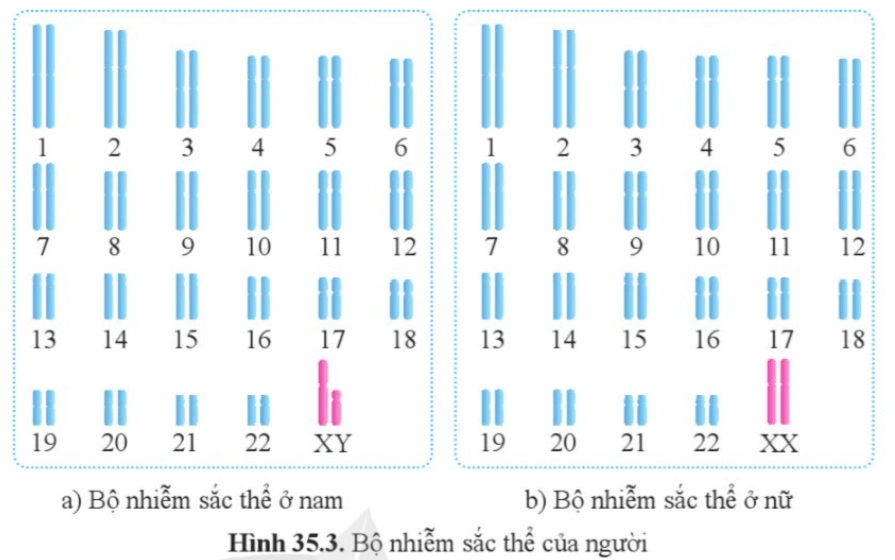 1 2 3 4 5 6
7 8 9 10 11 12
13 14 15 16 17 18
19 20 21 22 XY
1 2 3 4 5 6
7 8 9 10 11 12
13 14 15 16 17 18
19 20 21 22 XX
a) Bộ nhiễm sắc thể ở nam
b) Bộ nhiễm sắc thể ở nữ
Hình 35.3. Bộ nhiễm sắc thể của người